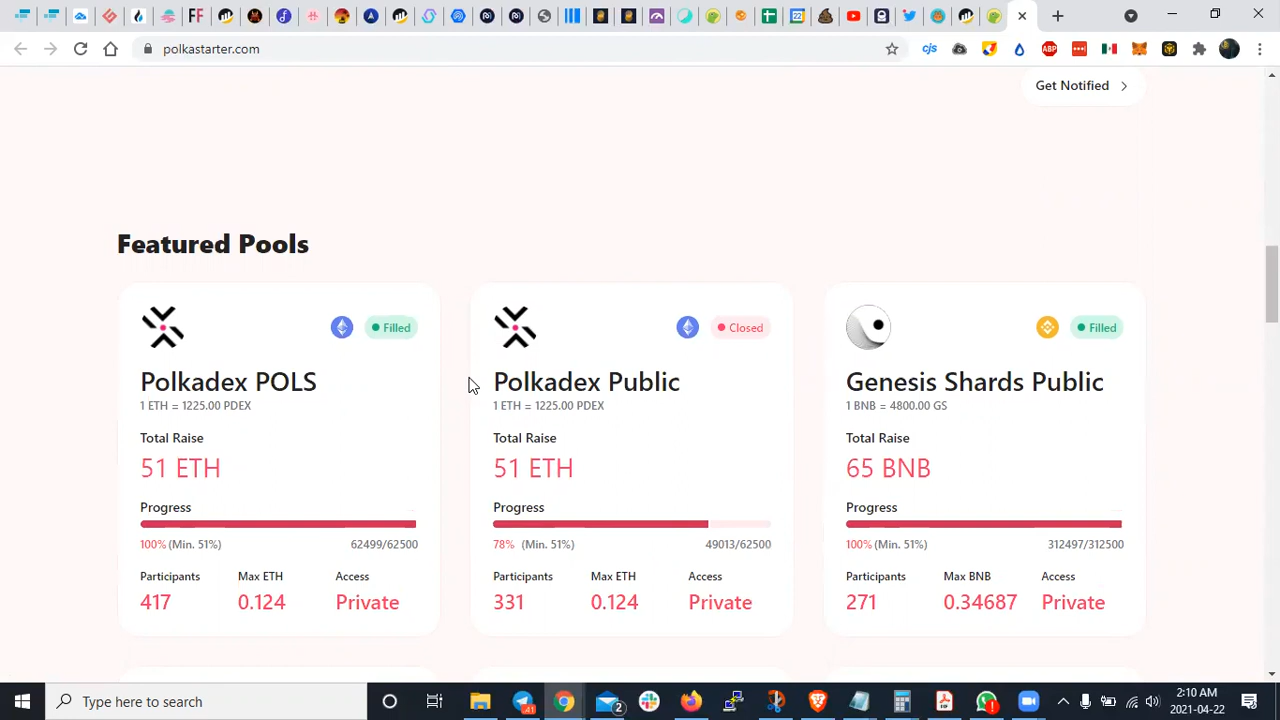 polkastarter.com
Get Notified
Featured Pools
Filled
Polkadex POLS
1 ETH = 1225.00 PDEX
Total Raise
51 ETH
Progress
100% (Min. 51%) 62499/62500
Participants Max ETH Access
417 0.124 Private
Closed
Polkadex Public
1 ETH = 1225.00 PDEX
Total Raise
51 ETH
Progress
78% (Min. 51%) 49013/62500
Participants Max ETH Access
331 0.124 Private
Filled
Genesis Shards Public
1 BNB = 4800.00 GS
Total Raise
65 BNB
Progress
100% (Min. 51%) 312497/312500
Participants Max BNB Access
271 0.34687 Private
Type here to search
2:10 AM
2021-04-22